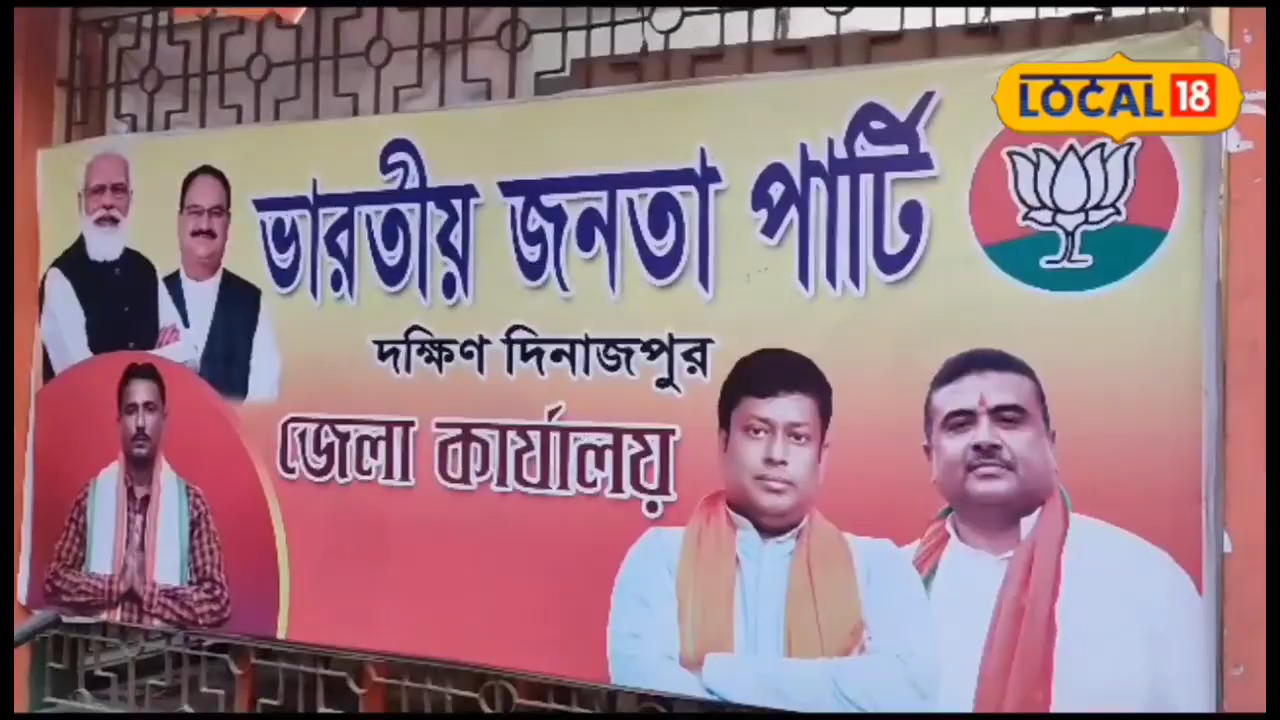 LOCAL 18
ভারতীয় জনতা পার্টি
দক্ষিণ দিনাজপুর
জেলা কার্যালয়